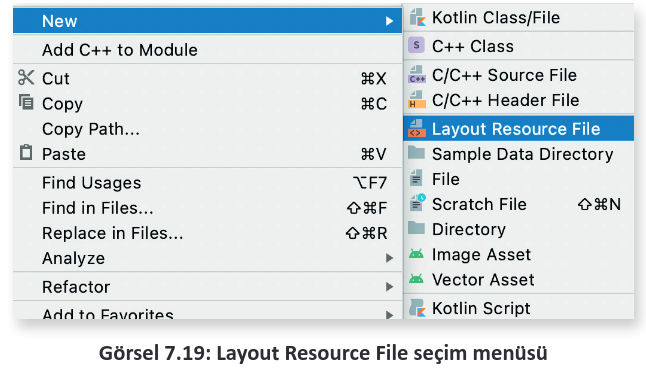 New
Add C++ to Module
Cut ⌘X
Copy ⌘C
Copy Path...
Paste ⌘V
Find Usages ⌥F7
Find in Files... ⇧⌘F
Replace in Files... ⇧⌘R
Analyze
Refactor
Add to Favorites
Kotlin Class/File
S C++ Class
C++ C/C++ Source File
H C/C++ Header File
Layout Resource File
Sample Data Directory
File
Scratch File ⇧⌘N
Directory
Image Asset
Vector Asset
Kotlin Script
Görsel 7.19: Layout Resource File seçim menüsü